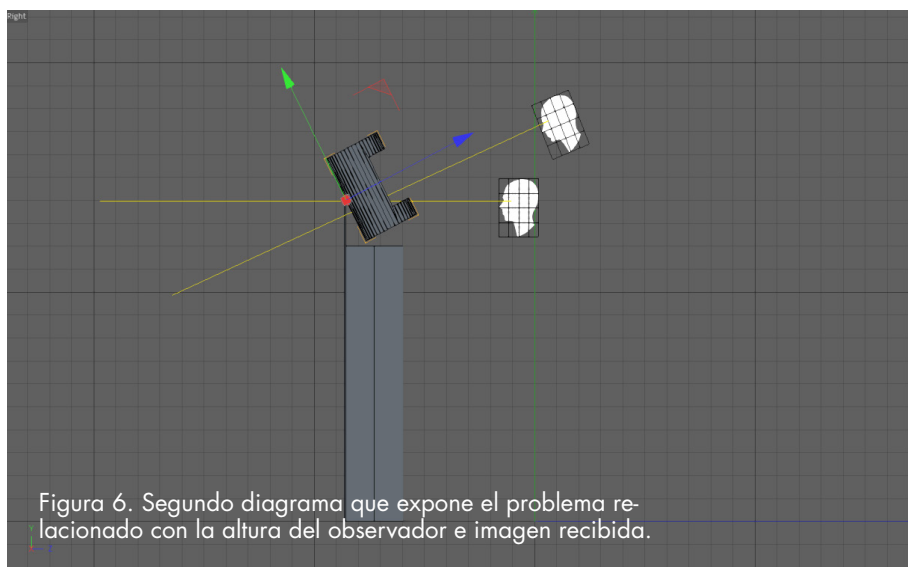 Right
Figura 6. Segundo diagrama que expone el problema re-
lacionado con la altura del observador e imagen recibida.
Y